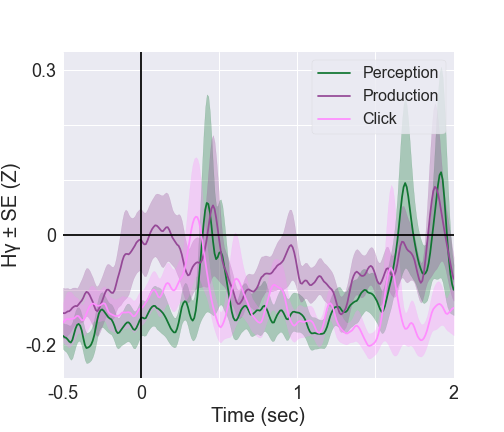 0.3
0
-0.2
-0.5
0
1
2
Time (sec)
Hγ ± SE (Z)
Perception
Production
Click